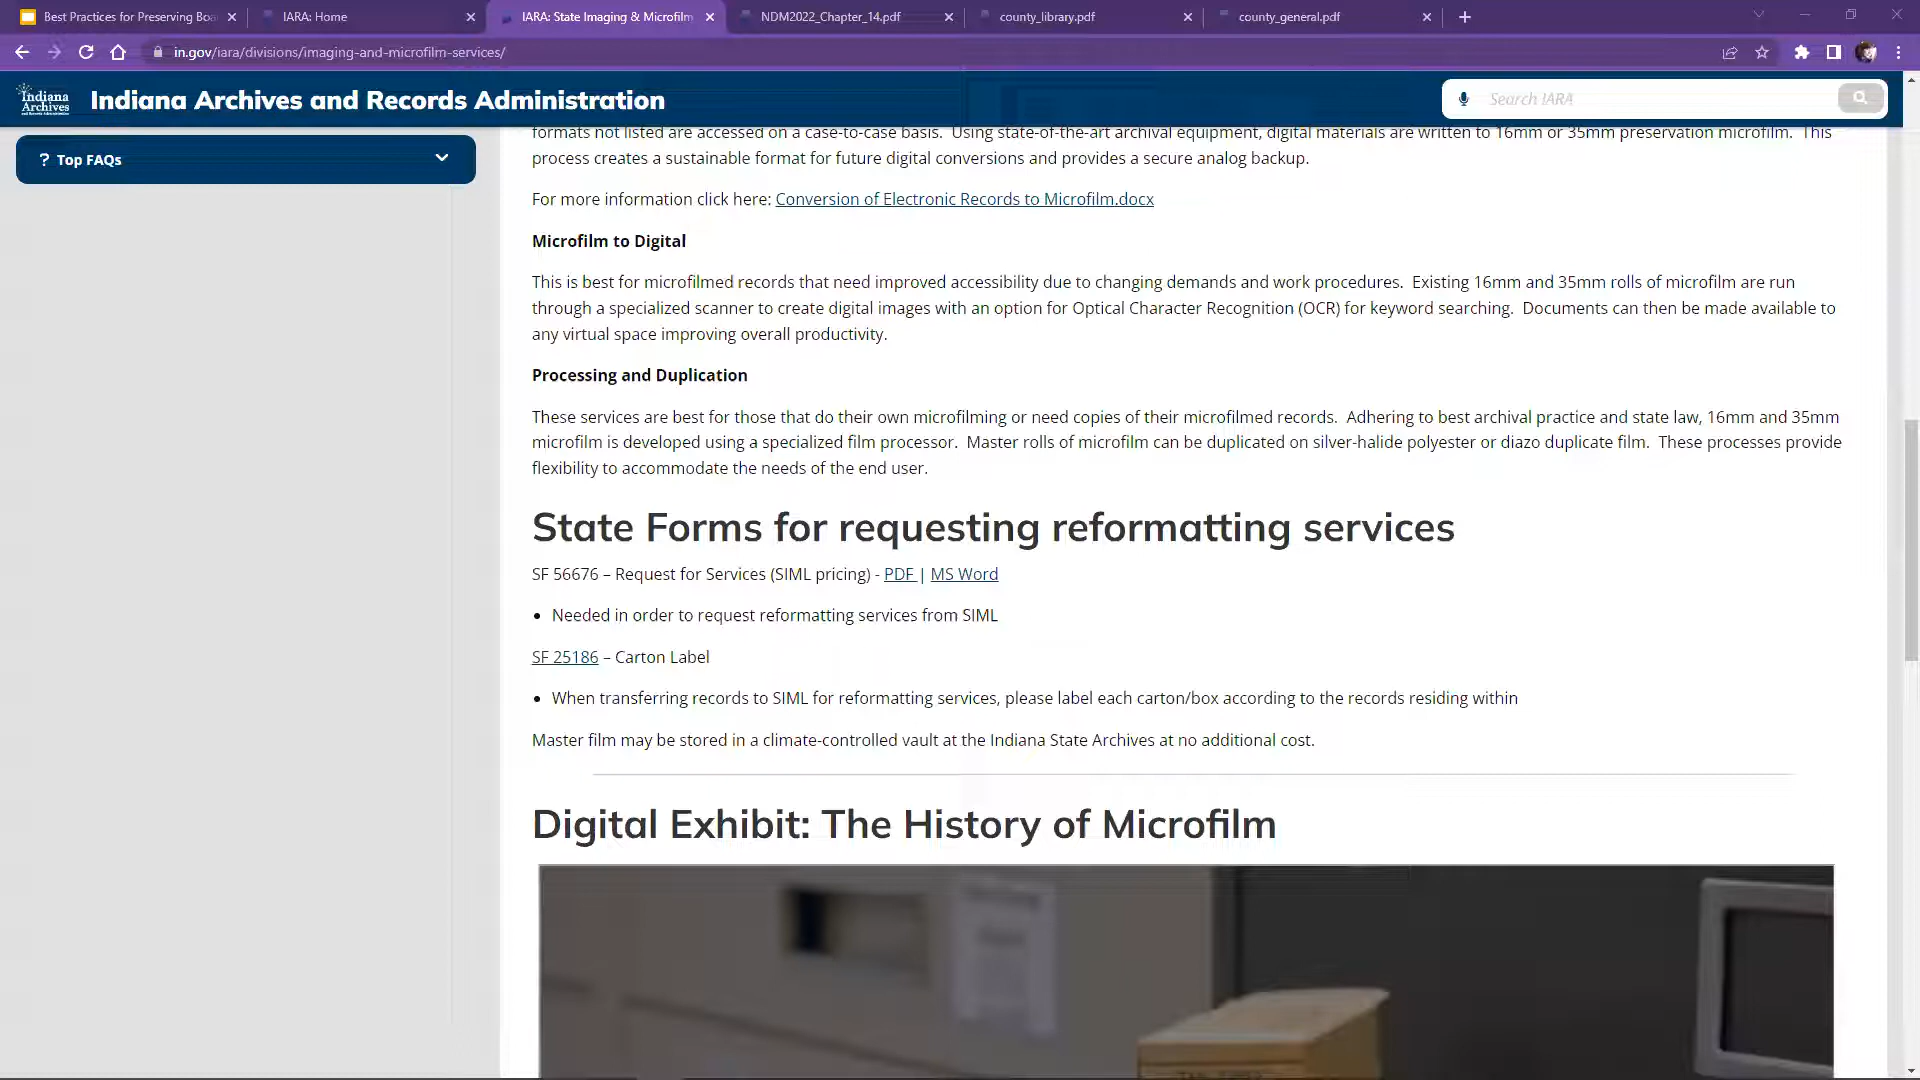 Best Practices for Preserving Boa
IARA: Home
IARA: State Imaging & Microfilm
NDM2022_Chapter_14.pdf
county_library.pdf
county_general.pdf
in.gov/iara/divisions/imaging-and-microfilm-services/
Indiana Archives
Indiana Archives and Records Administration
Search IARA
? Top FAQs
formats not listed are accessed on a case-to-case basis. Using state-of-the-art archival equipment, digital materials are written to 16mm or 35mm preservation microfilm. This
process creates a sustainable format for future digital conversions and provides a secure analog backup.
For more information click here: Conversion of Electronic Records to Microfilm.docx
Microfilm to Digital
This is best for microfilmed records that need improved accessibility due to changing demands and work procedures. Existing 16mm and 35mm rolls of microfilm are run
through a specialized scanner to create digital images with an option for Optical Character Recognition (OCR) for keyword searching. Documents can then be made available to
any virtual space improving overall productivity.
Processing and Duplication
These services are best for those that do their own microfilming or need copies of their microfilmed records. Adhering to best archival practice and state law, 16mm and 35mm
microfilm is developed using a specialized film processor. Master rolls of microfilm can be duplicated on silver-halide polyester or diazo duplicate film. These processes provide
flexibility to accommodate the needs of the end user.
State Forms for requesting reformatting services
SF 56676 – Request for Services (SIML pricing) - PDF | MS Word
• Needed in order to request reformatting services from SIML
SF 25186 – Carton Label
• When transferring records to SIML for reformatting services, please label each carton/box according to the records residing within
Master film may be stored in a climate-controlled vault at the Indiana State Archives at no additional cost.
Digital Exhibit: The History of Microfilm